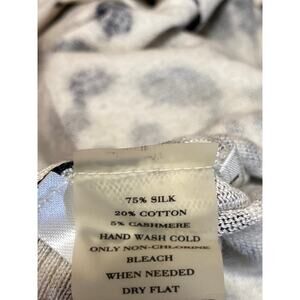 75% SILK
20% COTTON
5% CASHMERE
HAND WASH COLD
ONLY NON-CHLORINE
BLEACH
WHEN NEEDED
DRY FLAT